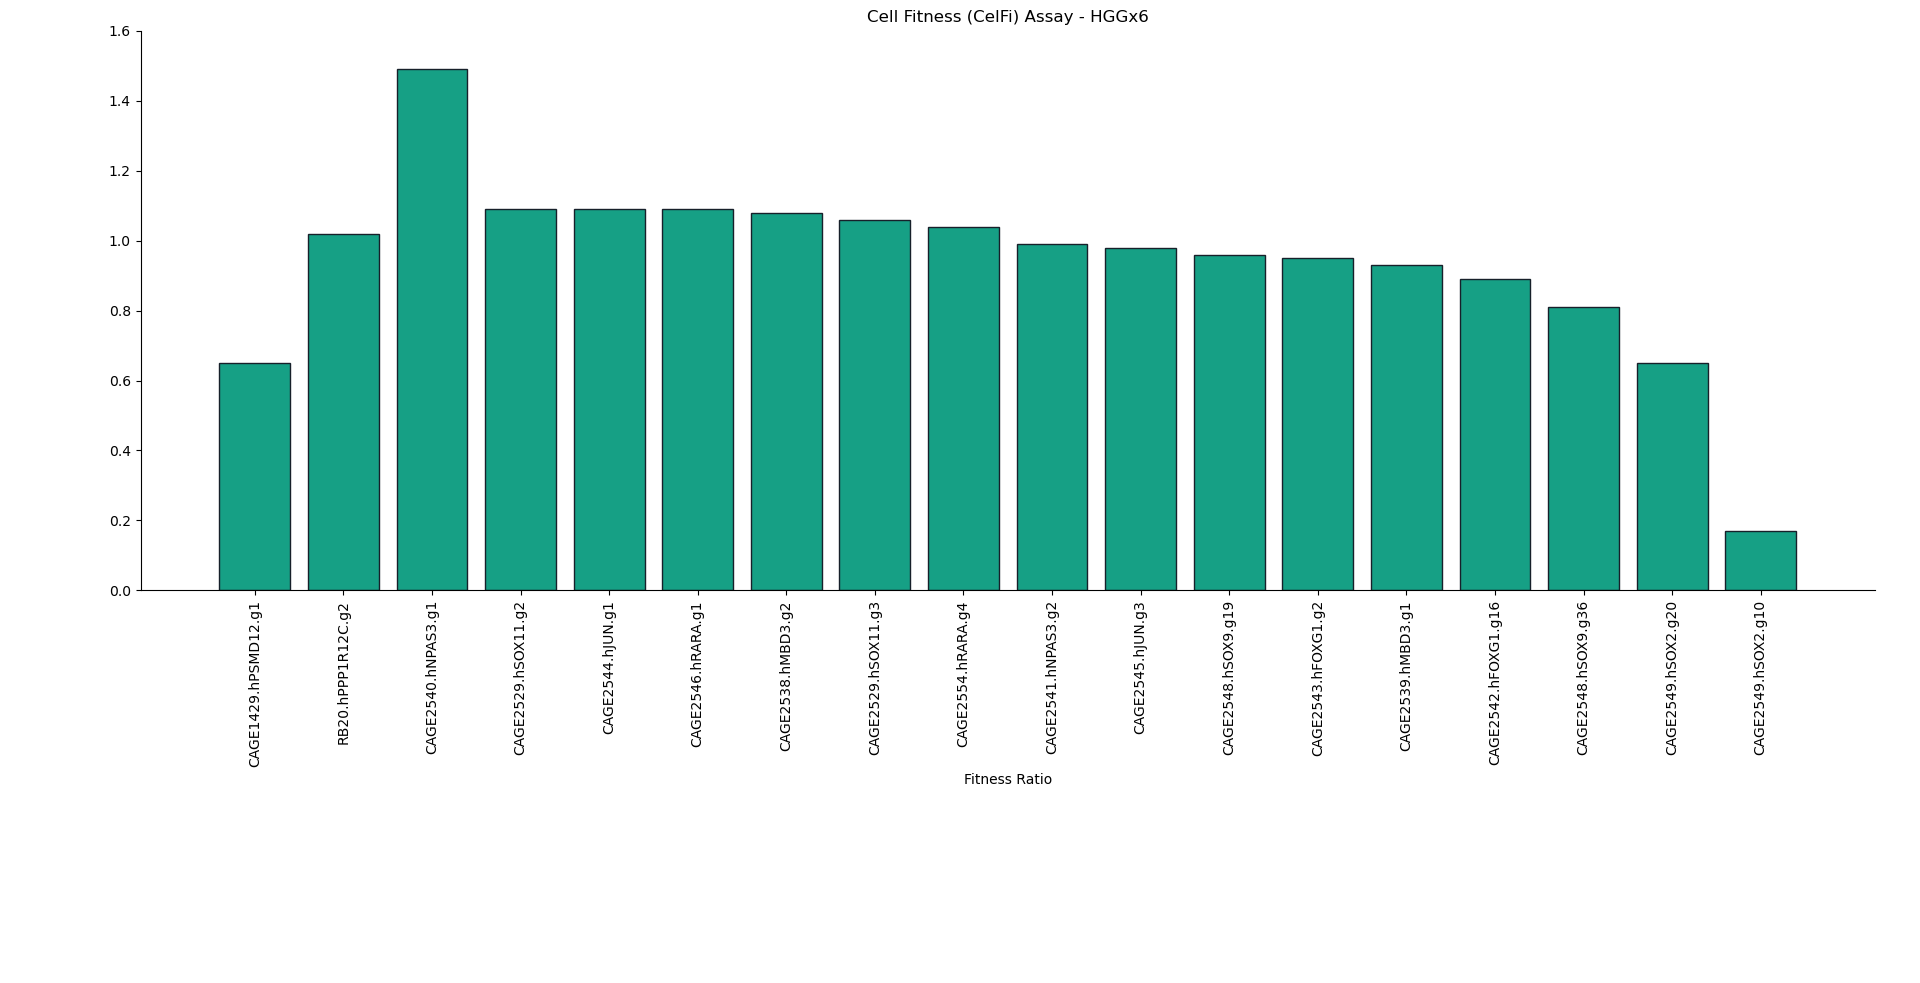 Cell Fitness (CelFi) Assay - HGGx6
1.6
1.4
1.2
1.0
0.8
0.6
0.4
0.2
0.0
CAGE1429.hPSMD12.g1
RB20.hPPP1R12C.g2
CAGE2540.hNPAS3.g1
CAGE2529.hSOX11.g2
CAGE2544.hJUN.g1
CAGE2546.hRARA.g1
CAGE2538.hMBD3.g2
CAGE2529.hSOX11.g3
CAGE2554.hRARA.g4
CAGE2541.hNPAS3.g2
CAGE2545.hJUN.g3
CAGE2548.hSOX9.g19
CAGE2543.hFOXG1.g2
CAGE2539.hMBD3.g1
CAGE2542.hFOXG1.g16
CAGE2548.hSOX9.g36
CAGE2549.hSOX2.g20
CAGE2549.hSOX2.g10
Fitness Ratio